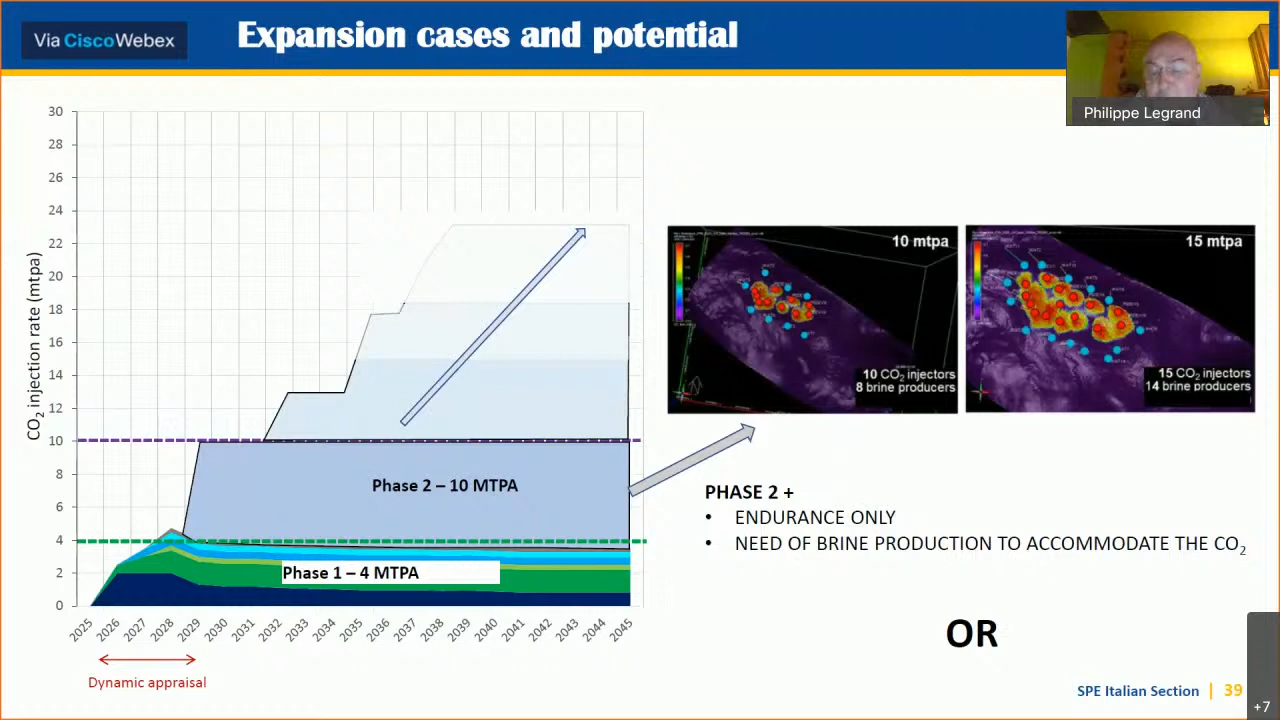 Via Cisco Webex
Expansion cases and potential
Philippe Legrand
CO2 injection rate (mtpa)
30
28
26
24
22
20
18
16
14
12
10
8
6
4
2
0
Phase 2 – 10 MTPA
Phase 1 – 4 MTPA
2025 2026 2027 2028 2029 2030 2031 2032 2033 2034 2035 2036 2037 2038 2039 2040 2041 2042 2043 2044 2045
Dynamic appraisal
10 mtpa
10 CO2 injectors
8 brine producers
15 mtpa
15 CO2 injectors
14 brine producers
PHASE 2 +
• ENDURANCE ONLY
• NEED OF BRINE PRODUCTION TO ACCOMMODATE THE CO2
OR
SPE Italian Section | 39
+7